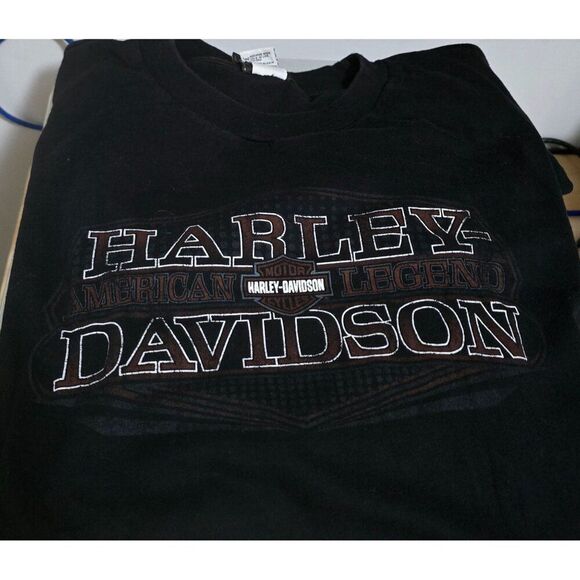 HARLEY-
MOTOR
AMERICAN HARLEY-DAVIDSON LEGEND
CYCLES
DAVIDSON